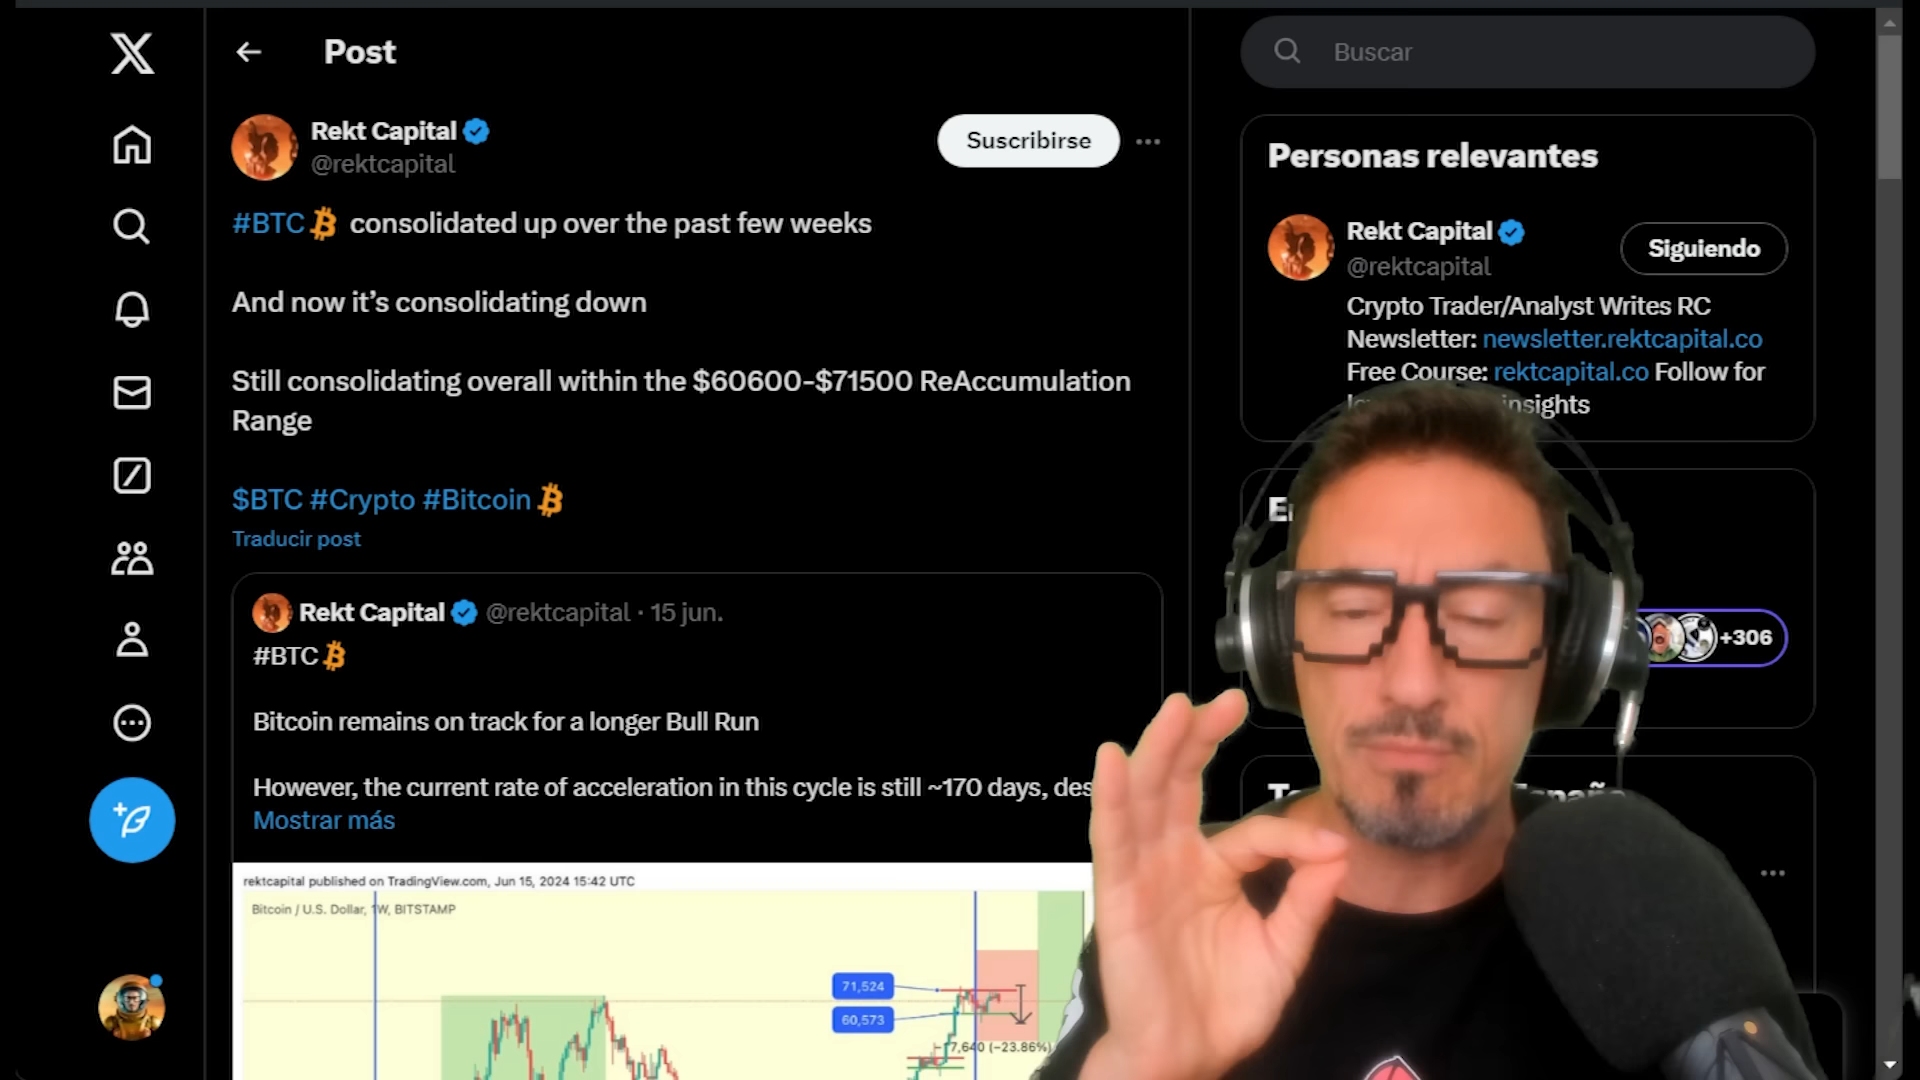 Post
Buscar
Rekt Capital
@rektcapital
Suscribirse
#BTC consolidated up over the past few weeks
And now it's consolidating down
Still consolidating overall within the $60600-$71500 ReAccumulation
Range
$BTC #Crypto #Bitcoin
Traducir post
Rekt Capital @rektcapital · 15 jun.
#BTC
Bitcoin remains on track for a longer Bull Run
However, the current rate of acceleration in this cycle is still ~170 days, des
Mostrar más
rektcapital published on TradingView.com, Jun 15, 2024 15:42 UTC
Bitcoin / U.S. Dollar, 1W, BITSTAMP
71,524
60,573
(-23.86%)
Personas relevantes
Rekt Capital
@rektcapital
Siguiendo
Crypto Trader/Analyst Writes RC
Newsletter: newsletter.rektcapital.co
Free Course: rektcapital.co Follow for
insights
+306